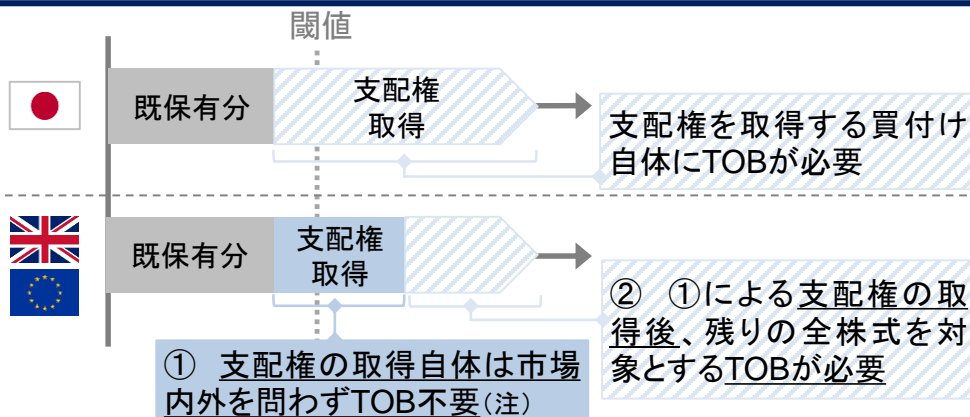 閾値
既保有分
支配権
取得
支配権を取得する買付け
自体にTOBが必要
既保有分
支配権
取得
② ①による支配権の取
得後、残りの全株式を対
象とするTOBが必要
① 支配権の取得自体は市場
内外を問わずTOB不要(注)